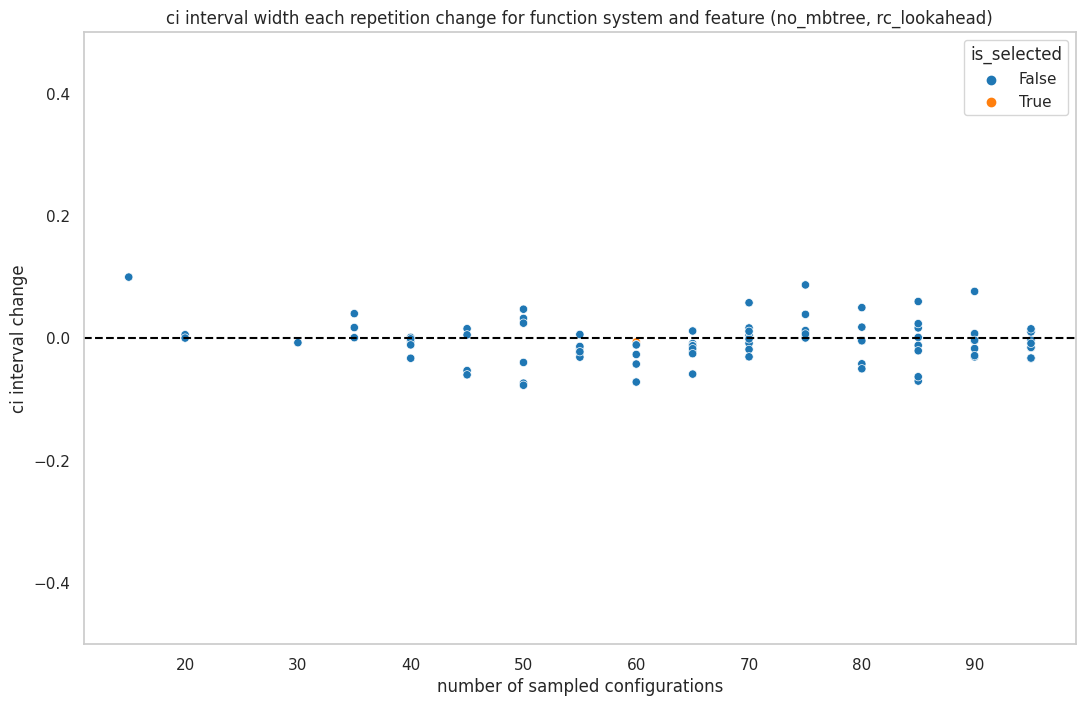 ci interval width each repetition change for function system and feature (no_mbtree, rc_lookahead)
is_selected
False
True
0.4
0.2
0.0
−0.2
−0.4
ci interval change
20
30
40
50
60
70
80
90
number of sampled configurations